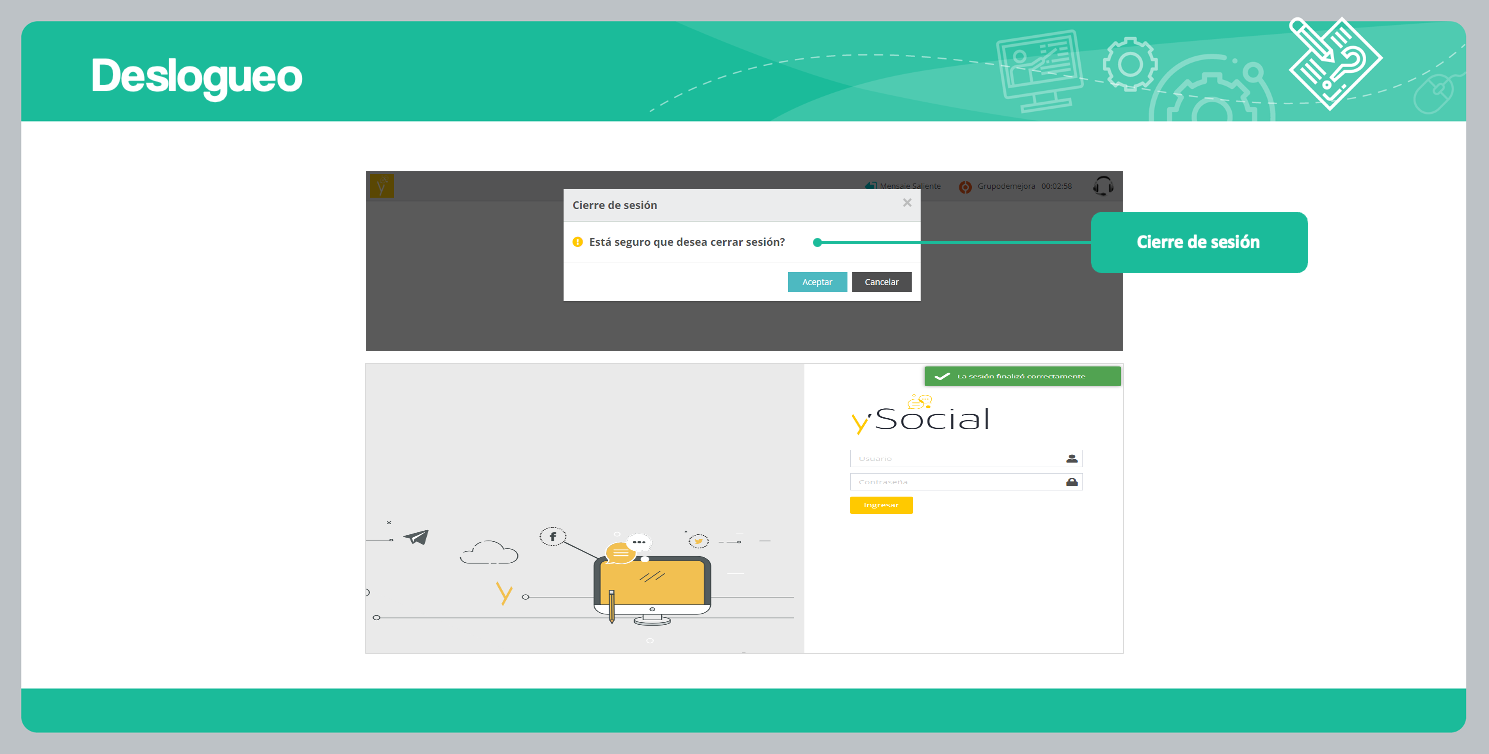 Deslogueo
Mensaje Saliente
Grupodemejora 00:02:58
Cierre de sesión
Está seguro que desea cerrar sesión?
Aceptar
Cancelar
Cierre de sesión
La sesión finalizó correctamente
ySocial
Usuario
Contraseña
Ingresar